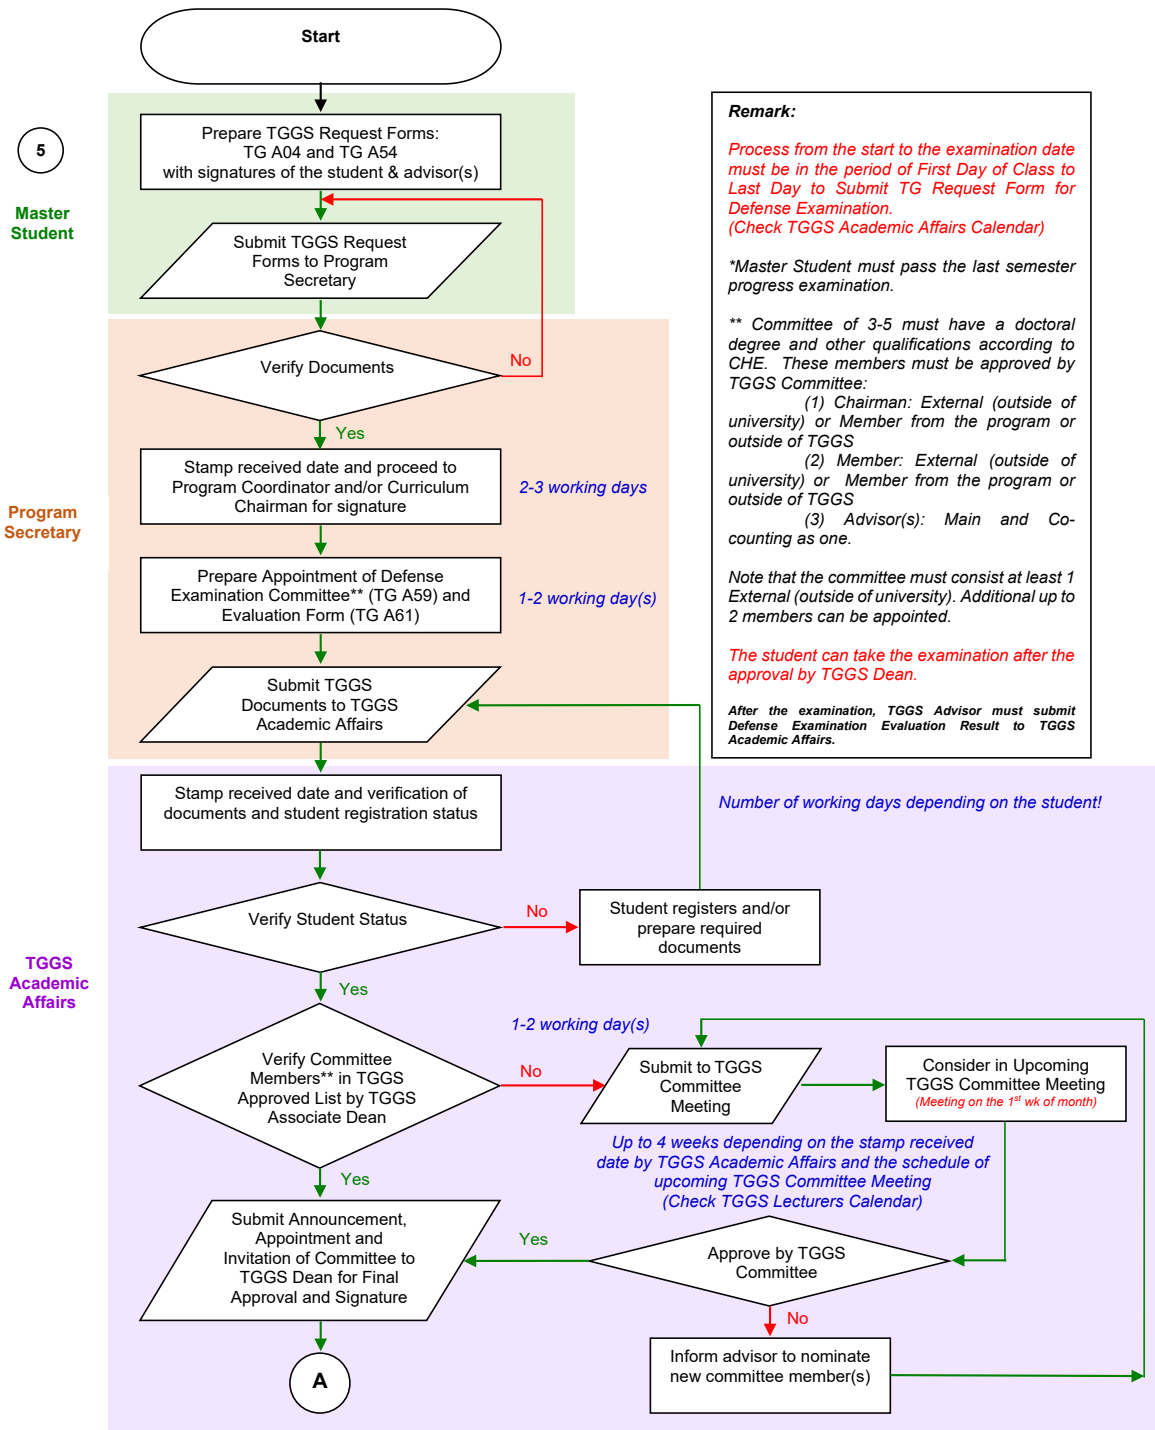 Start
5
Master
Student
Prepare TGGS Request Forms:
TG A04 and TG A54
with signatures of the student & advisor(s)
Submit TGGS Request
Forms to Program
Secretary
Remark:
Process from the start to the examination date
must be in the period of First Day of Class to
Last Day to Submit TG Request Form for
Defense Examination.
(Check TGGS Academic Affairs Calendar)
*Master Student must pass the last semester
progress examination.
** Committee of 3-5 must have a doctoral
degree and other qualifications according to
CHE. These members must be approved by
TGGS Committee:
(1) Chairman: External (outside of
university) or Member from the program or
outside of TGGS
(2) Member: External (outside of
university) or Member from the program or
outside of TGGS
(3) Advisor(s): Main and Co-
counting as one.
Note that the committee must consist at least 1
External (outside of university). Additional up to
2 members can be appointed.
The student can take the examination after the
approval by TGGS Dean.
After the examination, TGGS Advisor must submit
Defense Examination Evaluation Result to TGGS
Academic Affairs.
Program
Secretary
Verify Documents
No
Yes
Stamp received date and proceed to
Program Coordinator and/or Curriculum
Chairman for signature
2-3 working days
Prepare Appointment of Defense
Examination Committee** (TG A59) and
Evaluation Form (TG A61)
1-2 working day(s)
Submit TGGS
Documents to TGGS
Academic Affairs
TGGS
Academic
Affairs
Stamp received date and verification of
documents and student registration status
Number of working days depending on the student!
Verify Student Status
No
Student registers and/or
prepare required
documents
Yes
Verify Committee
Members** in TGGS
Approved List by TGGS
Associate Dean
1-2 working day(s)
No
Submit to TGGS
Committee
Meeting
Consider in Upcoming
TGGS Committee Meeting
(Meeting on the 1st wk of month)
Up to 4 weeks depending on the stamp received
date by TGGS Academic Affairs and the schedule of
upcoming TGGS Committee Meeting
(Check TGGS Lecturers Calendar)
Yes
Submit Announcement,
Appointment and
Invitation of Committee to
TGGS Dean for Final
Approval and Signature
Yes
Approve by TGGS
Committee
No
Inform advisor to nominate
new committee member(s)
A